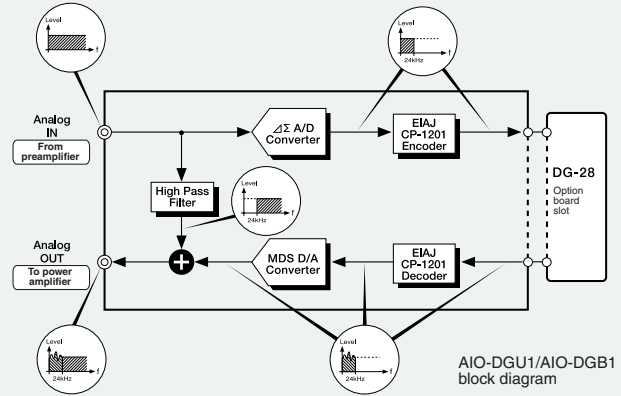 Level
f
Level
f
24kHz
Analog
IN
From
preamplifier
ΔΣ A/D
Converter
EIAJ
CP-1201
Encoder
DG-28
Option
board
slot
High Pass
Filter
Level
f
24kHz
Analog
OUT
To power
amplifier
+
MDS D/A
Converter
EIAJ
CP-1201
Decoder
Level
f
24kHz
Level
f
24kHz
AIO-DGU1/AIO-DGB1
block diagram